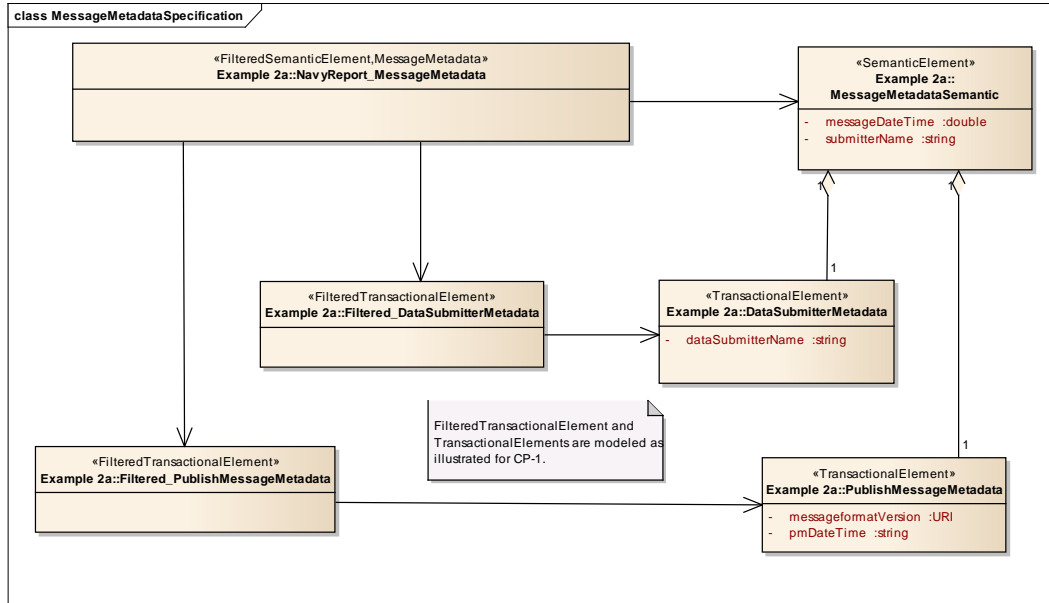 class MessageMetadataSpecification
«FilteredSemanticElement,MessageMetadata»
Example 2a::NavyReport_MessageMetadata
«SemanticElement»
Example 2a::
MessageMetadataSemantic
- messageDateTime :double
- submitterName :string
1
1
1
«FilteredTransactionalElement»
Example 2a::Filtered_DataSubmitterMetadata
«TransactionalElement»
Example 2a::DataSubmitterMetadata
- dataSubmitterName :string
FilteredTransactionalElement and
TransactionalElements are modeled as
illustrated for CP-1.
1
«FilteredTransactionalElement»
Example 2a::Filtered_PublishMessageMetadata
«TransactionalElement»
Example 2a::PublishMessageMetadata
- messageformatVersion :URI
- pmDateTime :string